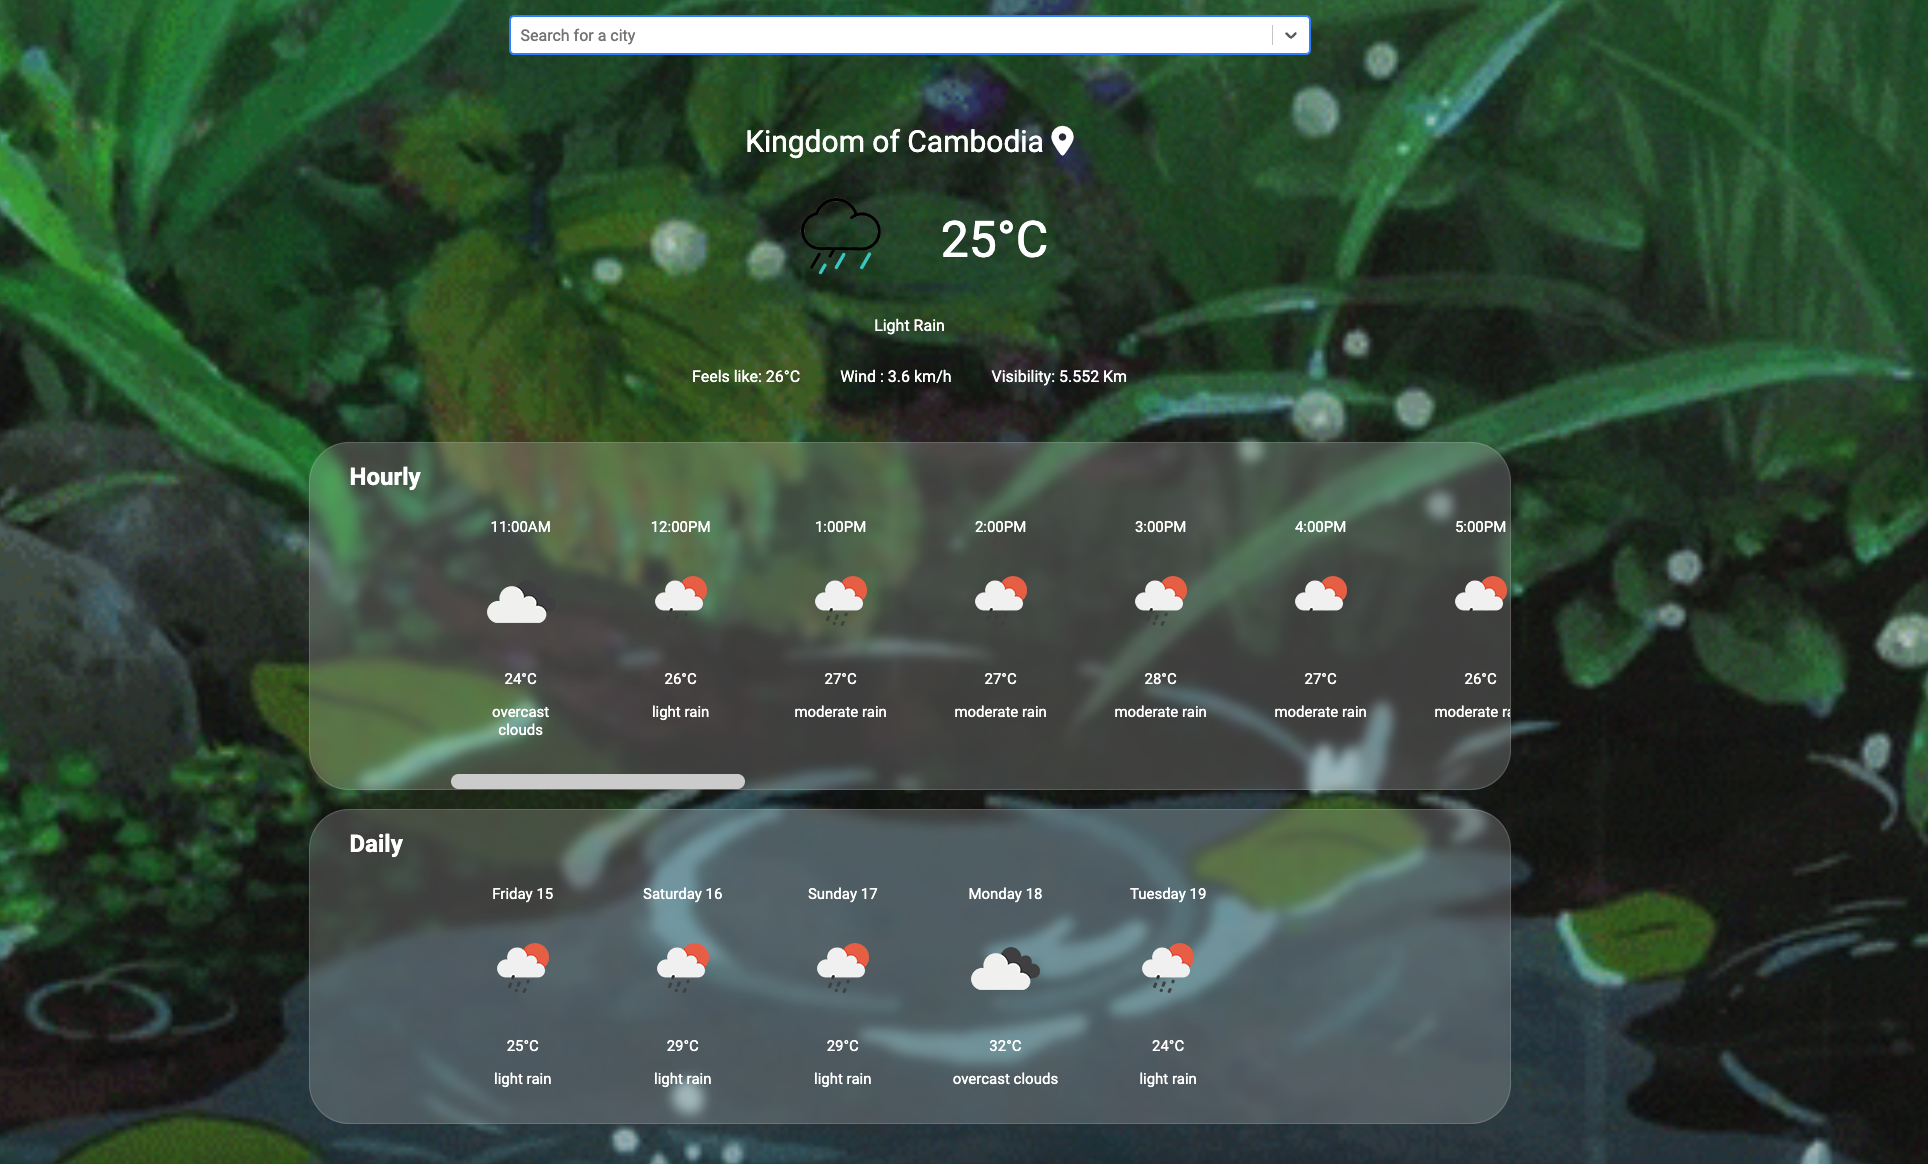 Search for a city
Kingdom of Cambodia
25°C
Light Rain
Feels like: 26°C Wind : 3.6 km/h Visibility: 5.552 Km
Hourly
11:00AM 12:00PM 1:00PM 2:00PM 3:00PM 4:00PM 5:00PM
24°C 26°C 27°C 27°C 28°C 27°C 26°C
overcast clouds light rain moderate rain moderate rain moderate rain moderate rain moderate
Daily
Friday 15 Saturday 16 Sunday 17 Monday 18 Tuesday 19
25°C 29°C 29°C 32°C 24°C
light rain light rain light rain overcast clouds light rain